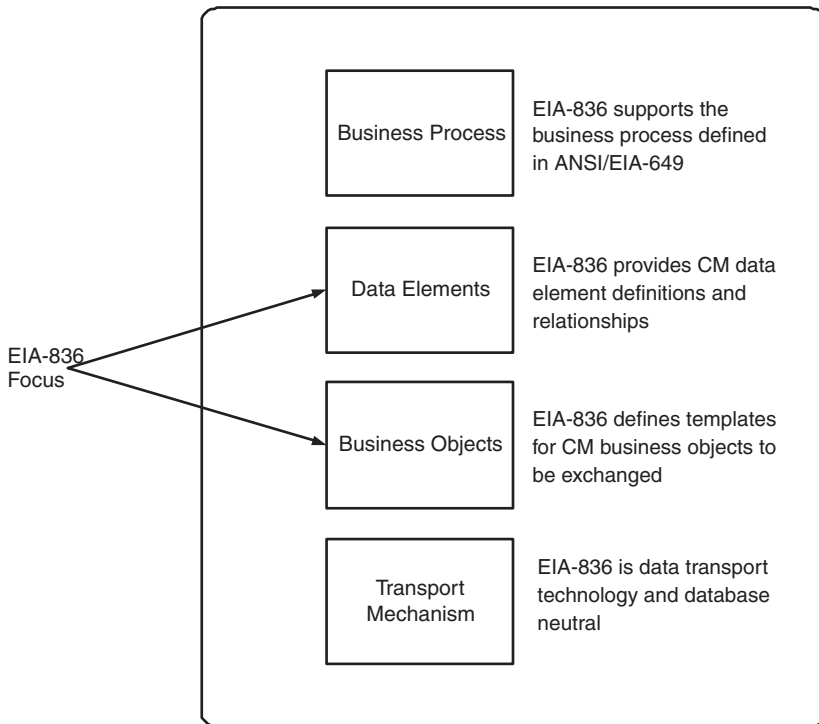 Business Process
EIA-836 supports the
business process defined
in ANSI/EIA-649
Data Elements
EIA-836 provides CM data
element definitions and
relationships
EIA-836
Focus
Business Objects
EIA-836 defines templates
for CM business objects to
be exchanged
Transport
Mechanism
EIA-836 is data transport
technology and database
neutral